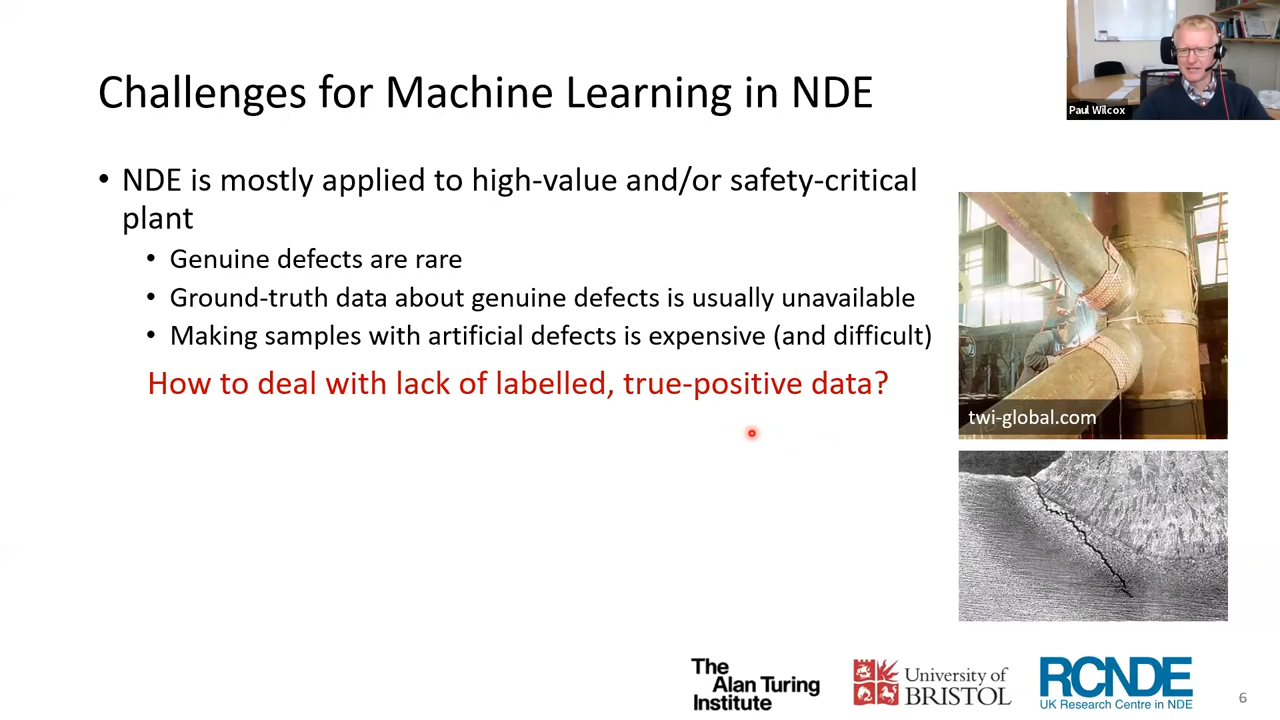 Challenges for Machine Learning in NDE
Paul Wilcox
• NDE is mostly applied to high-value and/or safety-critical
plant
• Genuine defects are rare
• Ground-truth data about genuine defects is usually unavailable
• Making samples with artificial defects is expensive (and difficult)
How to deal with lack of labelled, true-positive data?
twi-global.com
The
Alan Turing
Institute
University of
BRISTOL
RCNDE
UK Research Centre in NDE
6